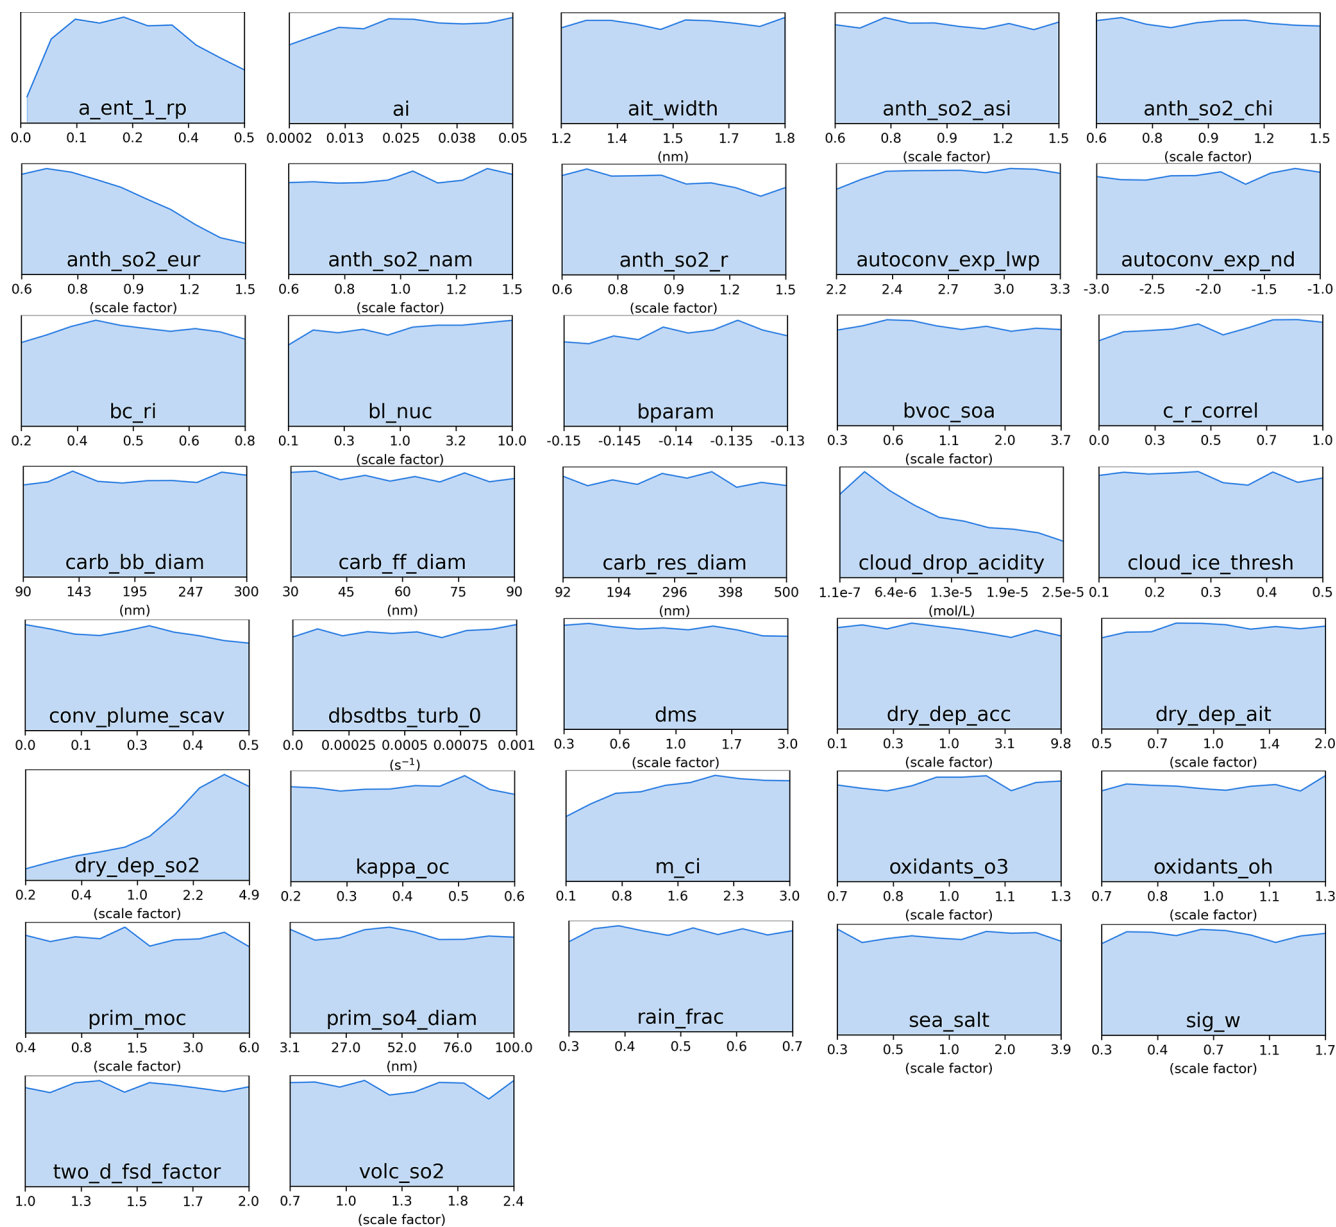 a_ent_1_rp
0.0 0.1 0.2 0.4 0.5
ai
0.0002 0.013 0.025 0.038 0.05
ait_width
1.2 1.4 1.5 1.7 1.8
(nm)
anth_so2_asi
0.6 0.8 0.9 1.2 1.5
(scale factor)
anth_so2_chi
0.6 0.8 0.9 1.2 1.5
(scale factor)
anth_so2_eur
0.6 0.8 0.9 1.2 1.5
(scale factor)
anth_so2_nam
0.6 0.8 0.9 1.2 1.5
(scale factor)
anth_so2_r
0.6 0.8 0.9 1.2 1.5
(scale factor)
autoconv_exp_lwp
2.2 2.4 2.7 3.0 3.3
autoconv_exp_nd
-3.0 -2.5 -2.0 -1.5 -1.0
bc_ri
0.2 0.4 0.5 0.6 0.8
bl_nuc
0.1 0.3 1.0 3.2 10.0
(scale factor)
bparam
-0.15 -0.145 -0.14 -0.135 -0.13
bvoc_soa
0.3 0.6 1.1 2.0 3.7
(scale factor)
c_r_correl
0.0 0.3 0.5 0.7 1.0
carb_bb_diam
90 143 195 247 300
(nm)
carb_ff_diam
30 45 60 75 90
(nm)
carb_res_diam
92 194 296 398 500
(nm)
cloud_drop_acidity
1.1e-7 6.4e-6 1.3e-5 1.9e-5 2.5e-5
(mol/L)
cloud_ice_thresh
0.1 0.2 0.3 0.4 0.5
conv_plume_scav
0.0 0.1 0.3 0.4 0.5
dbsdtbs_turb_0
0.0 0.00025 0.0005 0.00075 0.001
(s⁻¹)
dms
0.3 0.6 1.0 1.7 3.0
(scale factor)
dry_dep_acc
0.1 0.3 1.0 3.1 9.8
(scale factor)
dry_dep_ait
0.5 0.7 1.0 1.4 2.0
(scale factor)
dry_dep_so2
0.2 0.4 1.0 2.2 4.9
(scale factor)
kappa_oc
0.2 0.3 0.4 0.5 0.6
m_ci
0.1 0.8 1.6 2.3 3.0
oxidants_o3
0.7 0.8 1.0 1.1 1.3
(scale factor)
oxidants_oh
0.7 0.8 1.0 1.1 1.3
(scale factor)
prim_moc
0.4 0.8 1.5 3.0 6.0
(scale factor)
prim_so4_diam
3.1 27.0 52.0 76.0 100.0
(nm)
rain_frac
0.3 0.4 0.5 0.6 0.7
sea_salt
0.3 0.5 1.0 2.0 3.9
(scale factor)
sig_w
0.3 0.4 0.7 1.1 1.7
(scale factor)
two_d_fsd_factor
1.0 1.3 1.5 1.7 2.0
volc_so2
0.7 1.0 1.3 1.8 2.4
(scale factor)